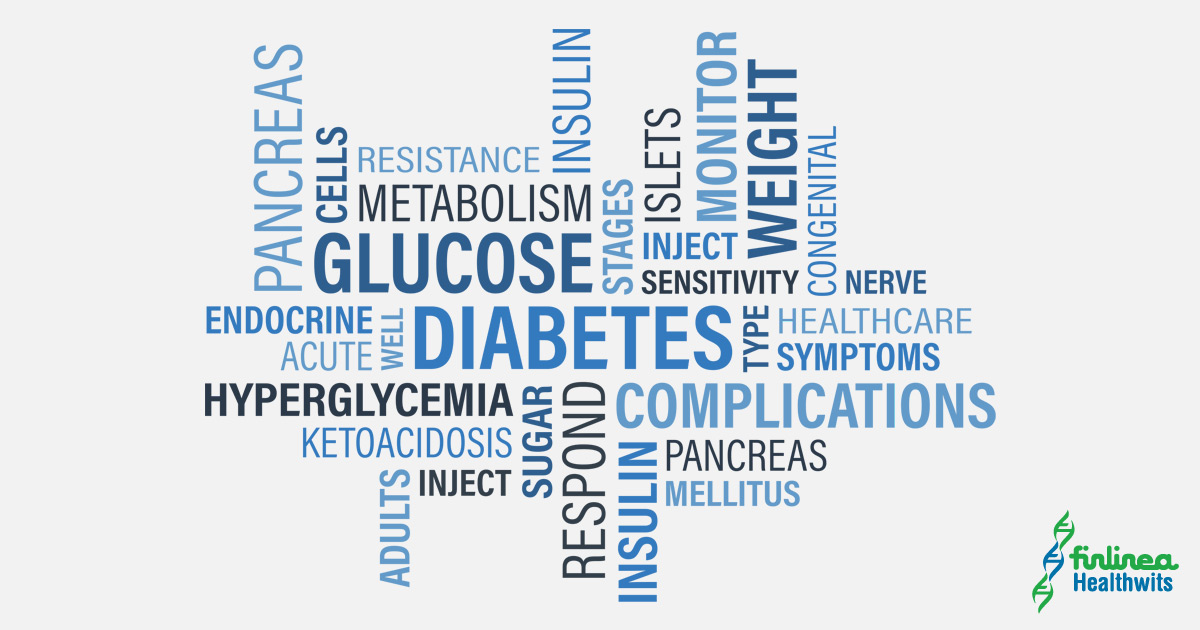 PANCREAS
CELLS
RESISTANCE
INSULIN
METABOLISM
GLUCOSE
STAGES
ISLETS
MONITOR
WEIGHT
CONGENITAL
INJECT
SENSITIVITY
NERVE
ENDOCRINE
ACUTE
WELL
DIABETES
TYPE
HEALTHCARE
SYMPTOMS
HYPERGLYCEMIA
KETOACIDOSIS
ADULTS
INJECT
SUGAR
RESPOND
COMPLICATIONS
INSULIN
PANCREAS
MELLITUS
finlinea
Healthwits